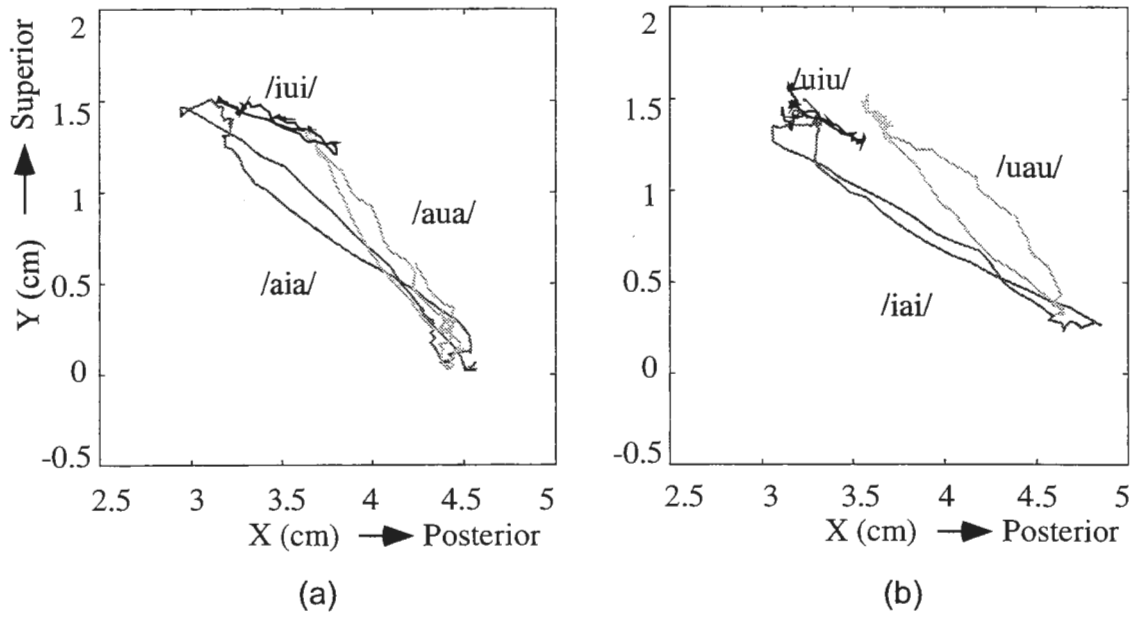 Y (cm) → Superior
2
1.5
1
0.5
0
-0.5
/iui/
/aua/
/aia/
2.5 3 3.5 4 4.5 5
X (cm) → Posterior
(a)
2
1.5
1
0.5
0
-0.5
/uiu/
/uau/
/iai/
2.5 3 3.5 4 4.5 5
X (cm) → Posterior
(b)